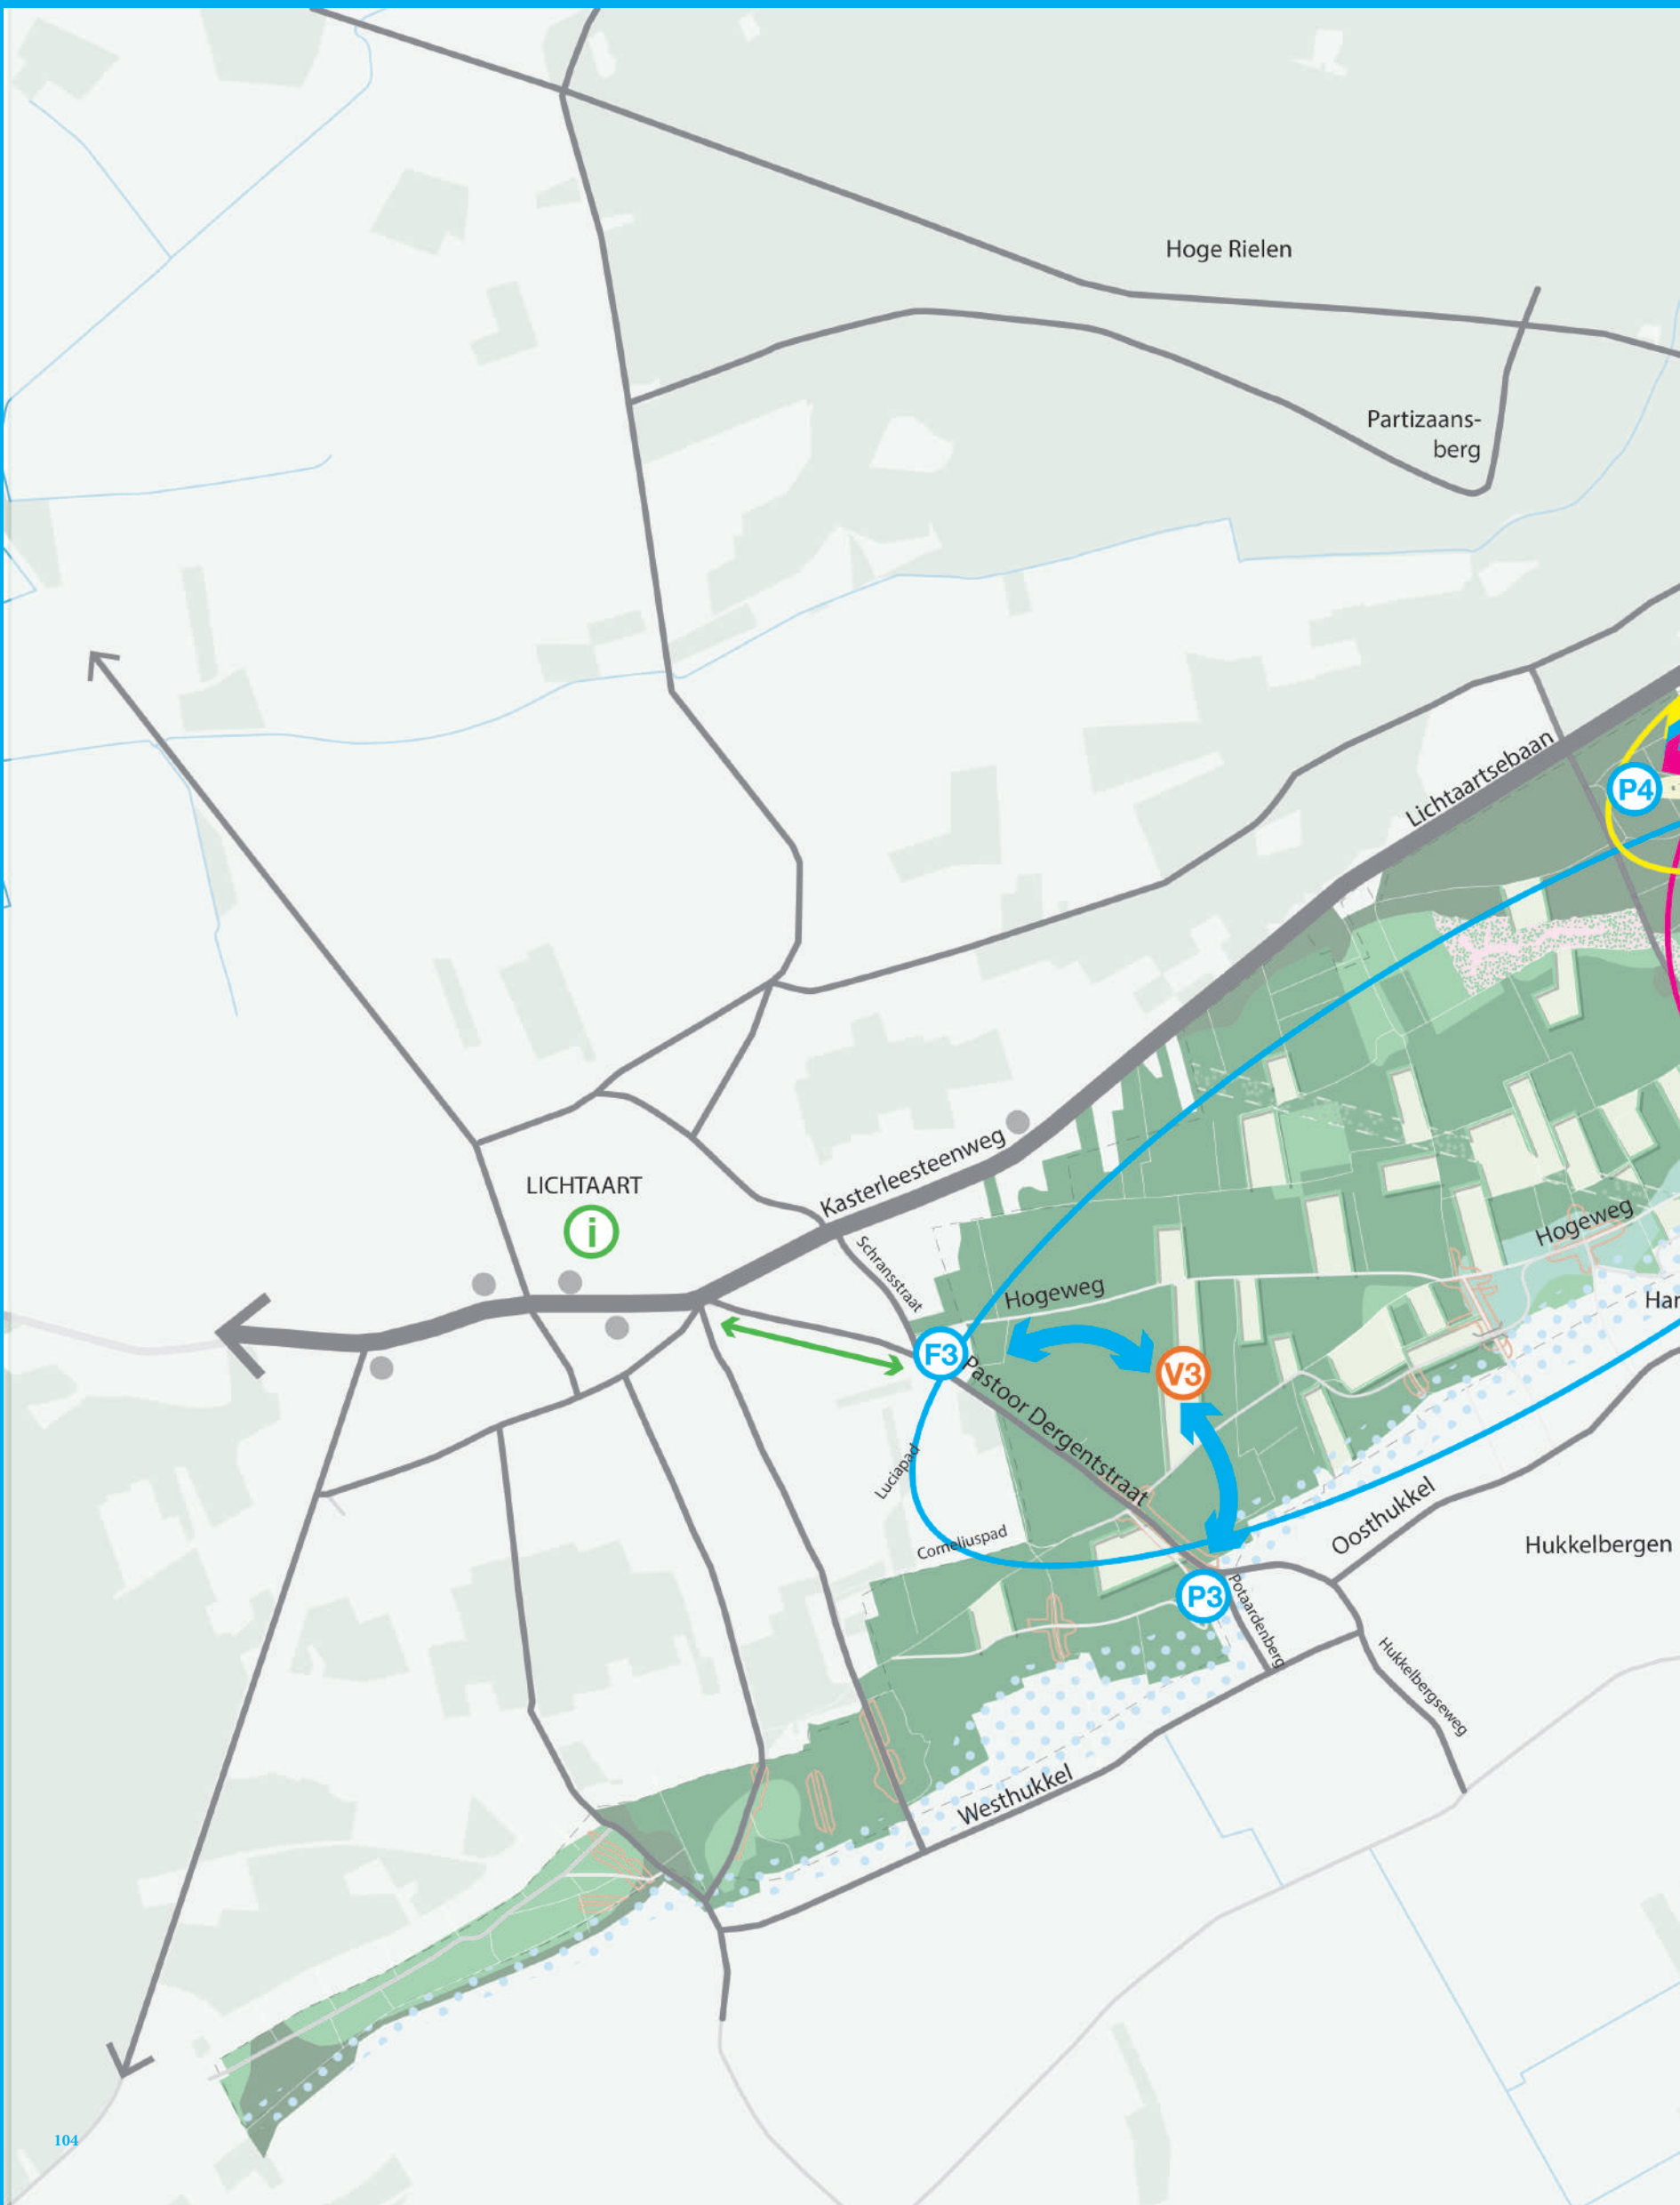 Hoge Rielen
Partizaans-
berg
Lichtaartsebaan
P4
Kasterleesteenweg
LICHTAART
i
Schransstraat
Hogeweg
Hogeweg
Har
F3
V3
Pastoor Dergentstraat
Luciapad
Corneliuspad
Oosthukkel
Hukkelbergen
P3
Potaardenberg
Hukkelbergseweg
Westhukkel
104